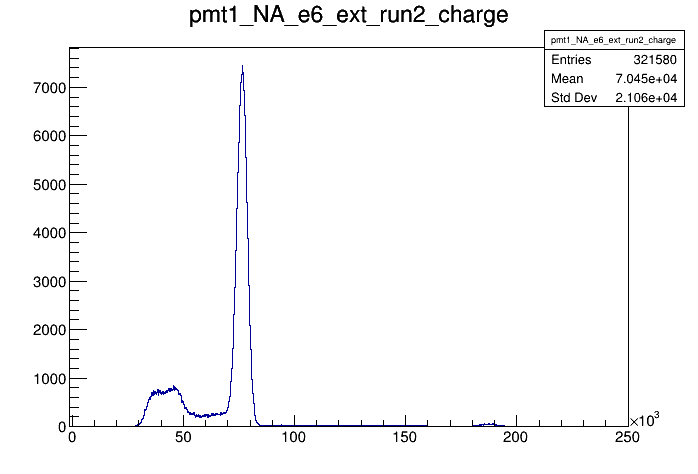 pmt1_NA_e6_ext_run2_charge
pmt1_NA_e6_ext_run2_charge
Entries 321580
Mean 7.045e+04
Std Dev 2.106e+04
7000
6000
5000
4000
3000
2000
1000
0
0 50 100 150 200 250
×10³